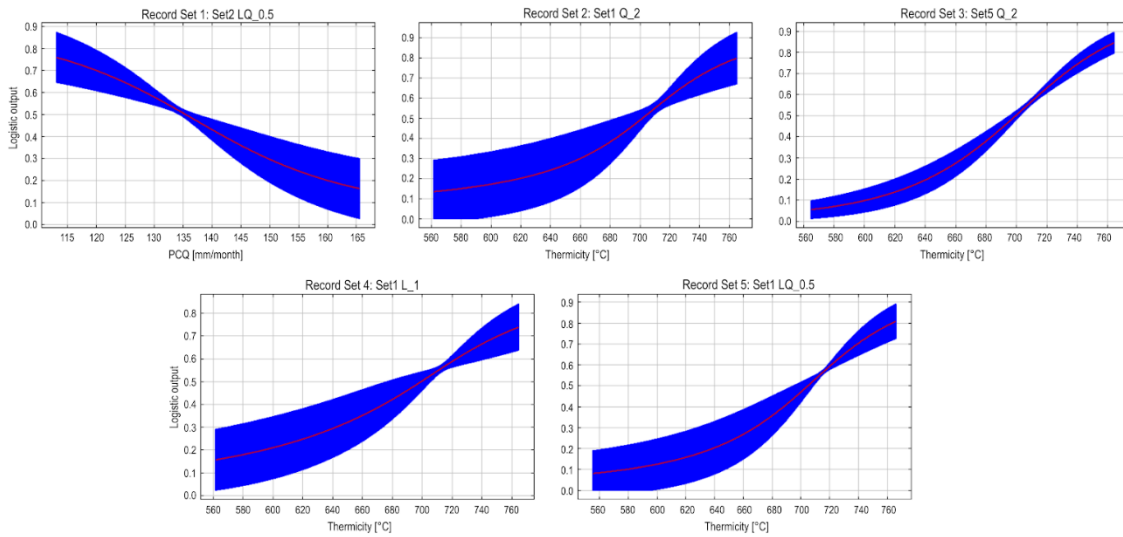 Record Set 1: Set2 LQ_0.5
0.9
0.8
0.7
0.6
0.5
0.4
0.3
0.2
0.1
0.0
Logistic output
115 120 125 130 135 140 145 150 155 160 165
PCQ [mm/month]
Record Set 2: Set1 Q_2
0.9
0.8
0.7
0.6
0.5
0.4
0.3
0.2
0.1
0.0
560 580 600 620 640 660 680 700 720 740 760
Thermicity [°C]
Record Set 3: Set5 Q_2
0.9
0.8
0.7
0.6
0.5
0.4
0.3
0.2
0.1
0.0
560 580 600 620 640 660 680 700 720 740 760
Thermicity [°C]
Record Set 4: Set1 L_1
0.8
0.7
0.6
0.5
0.4
0.3
0.2
0.1
0.0
Logistic output
560 580 600 620 640 660 680 700 720 740 760
Thermicity [°C]
Record Set 5: Set1 LQ_0.5
0.9
0.8
0.7
0.6
0.5
0.4
0.3
0.2
0.1
0.0
560 580 600 620 640 660 680 700 720 740 760
Thermicity [°C]